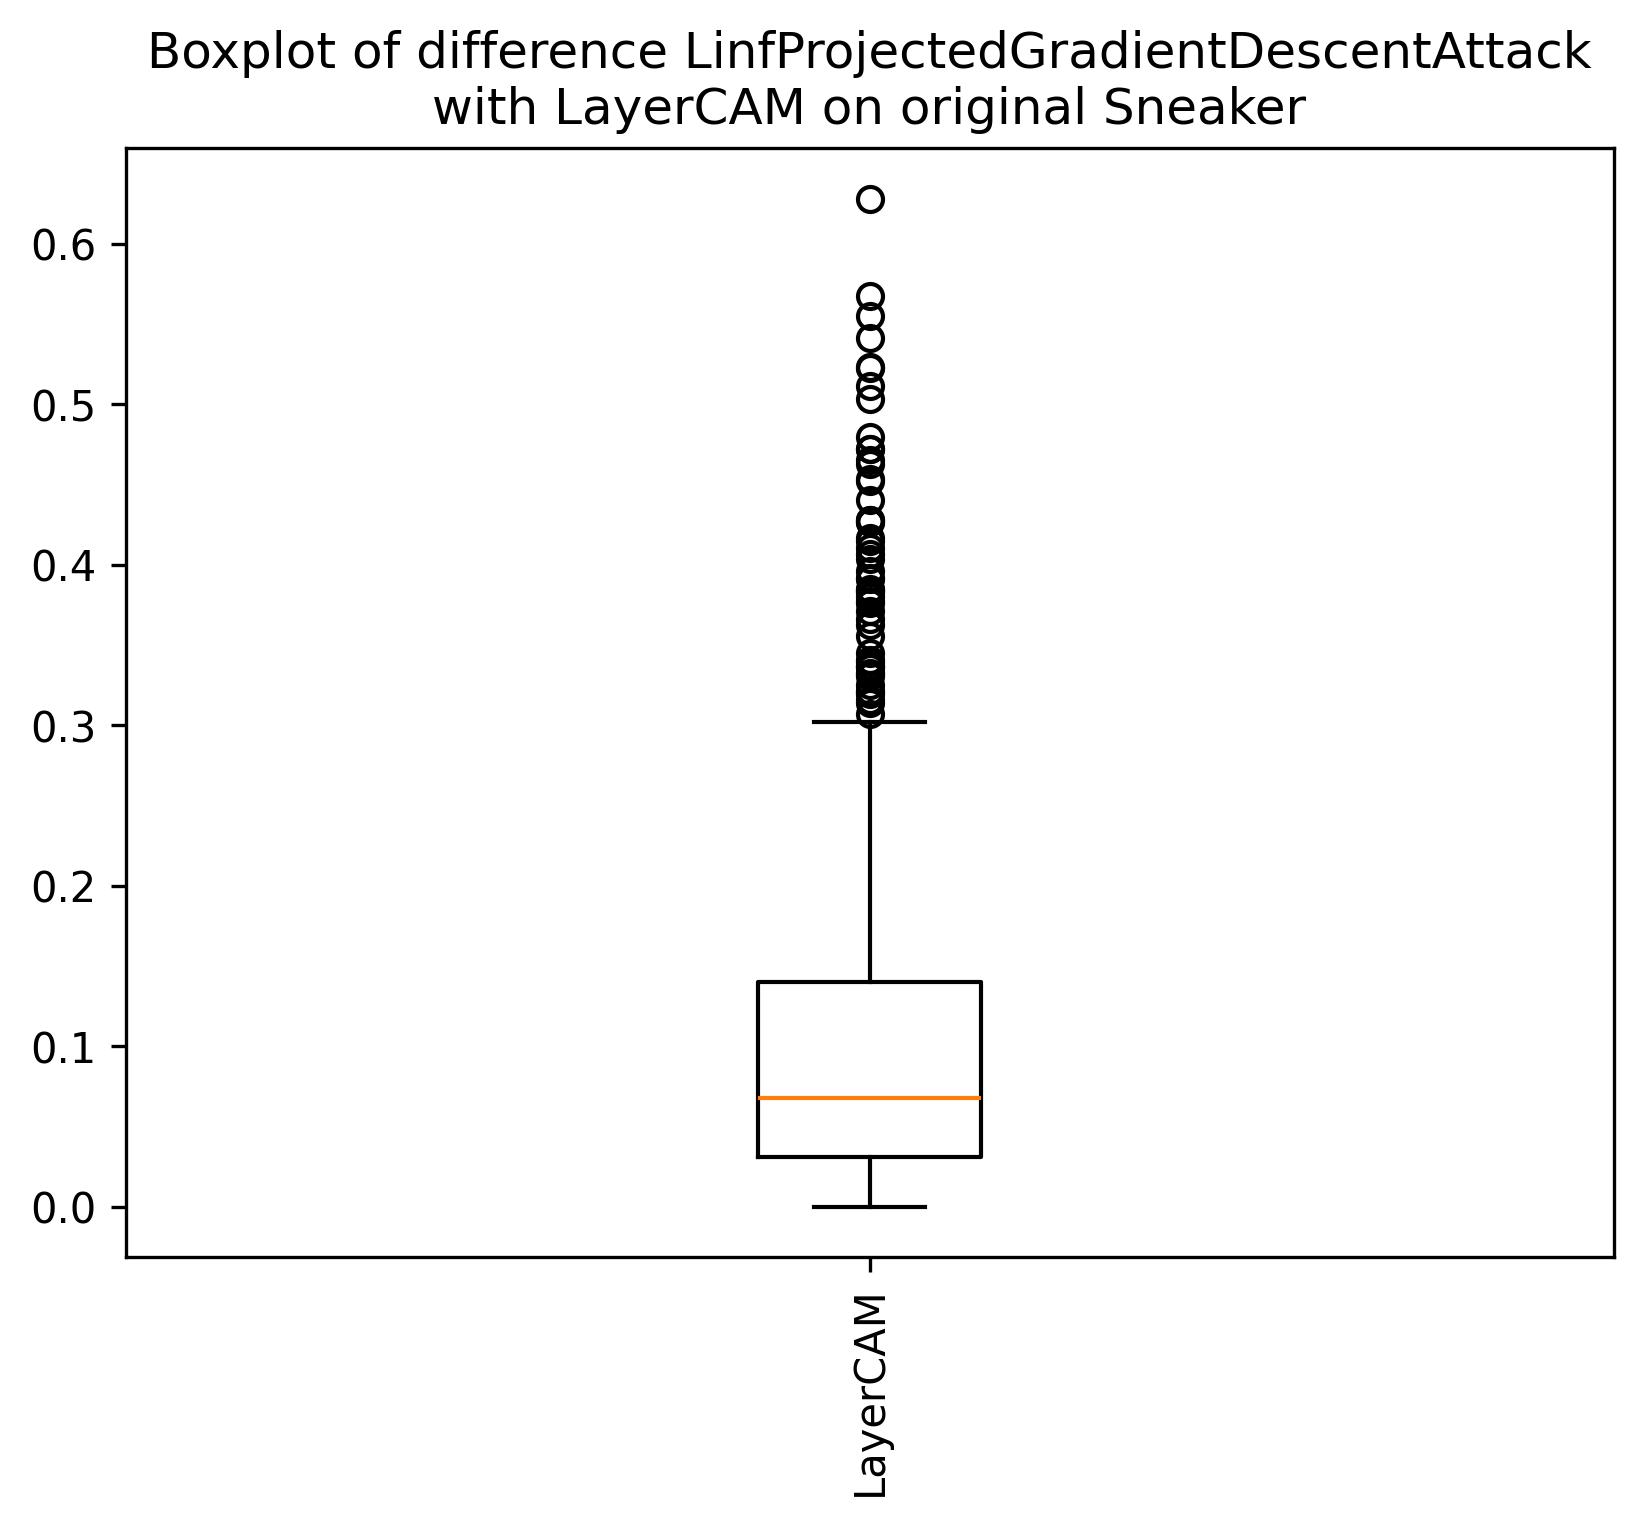 Boxplot of difference LinfProjectedGradientDescentAttack
with LayerCAM on original Sneaker
0.6
0.5
0.4
0.3
0.2
0.1
0.0
LayerCAM